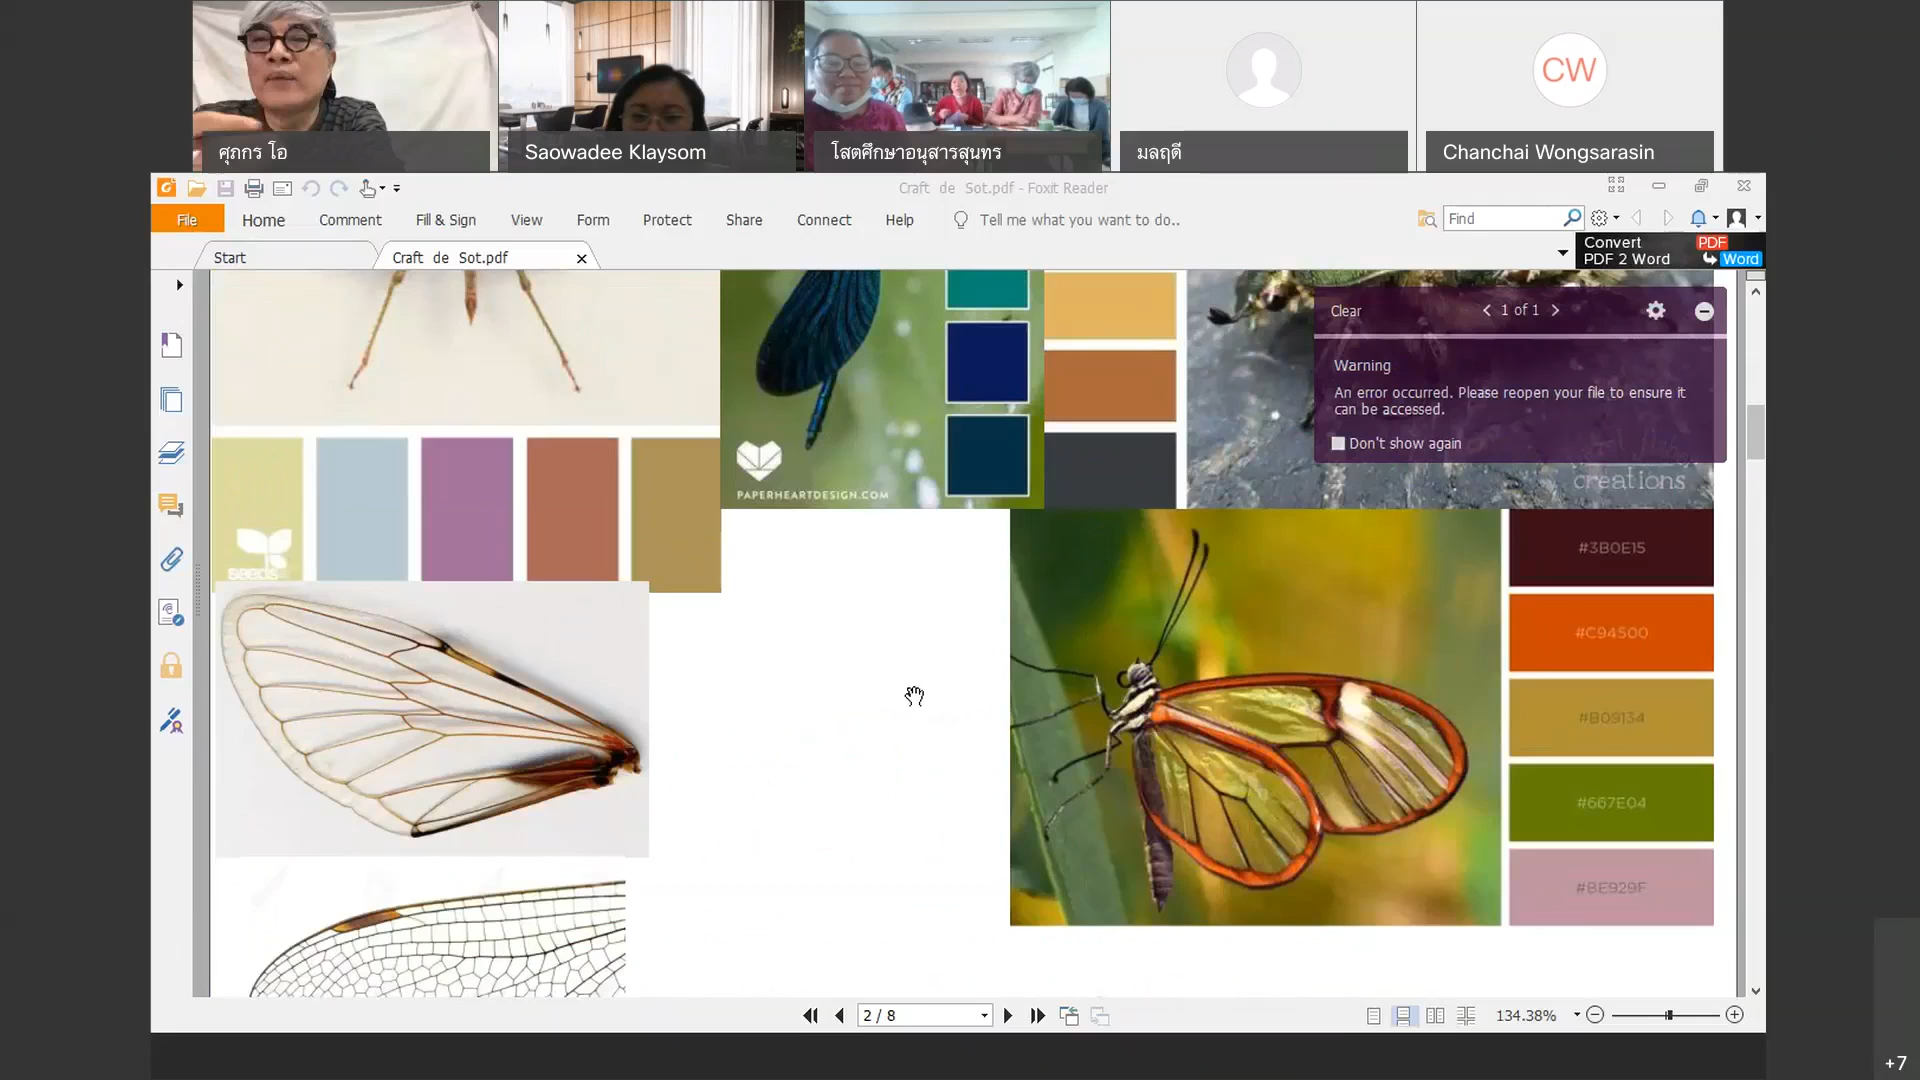 CW
ศุภกร โอ
Saowadee Klaysom
โสตศึกษาอนุสารสุนทร
มลฤดี
Chanchai Wongsarasin
Craft de Sot.pdf - Foxit Reader
File
Home
Comment
Fill & Sign
View
Form
Protect
Share
Connect
Help
Tell me what you want to do..
Find
Start
Craft de Sot.pdf
Convert
PDF 2 Word
PDF
Word
Clear
1 of 1
Warning
An error occurred. Please reopen your file to ensure it
can be accessed.
Don't show again
creations
PAPERHEARTDESIGN.COM
seeds
#3B0E15
#C94500
#B09134
#667E04
#BE929F
2 / 8
134.38%
+7